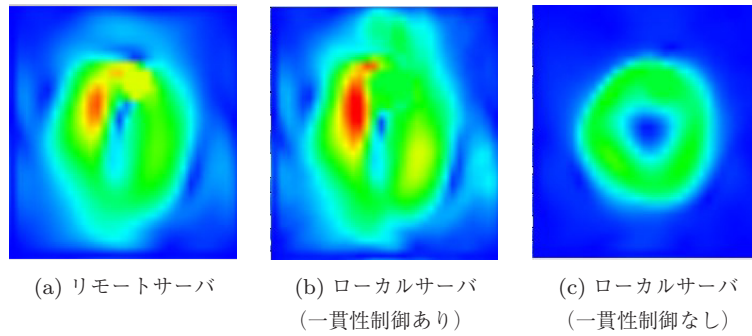 (a) リモートサーバ
(b) ローカルサーバ
(一貫性制御あり)
(c) ローカルサーバ
(一貫性制御なし)